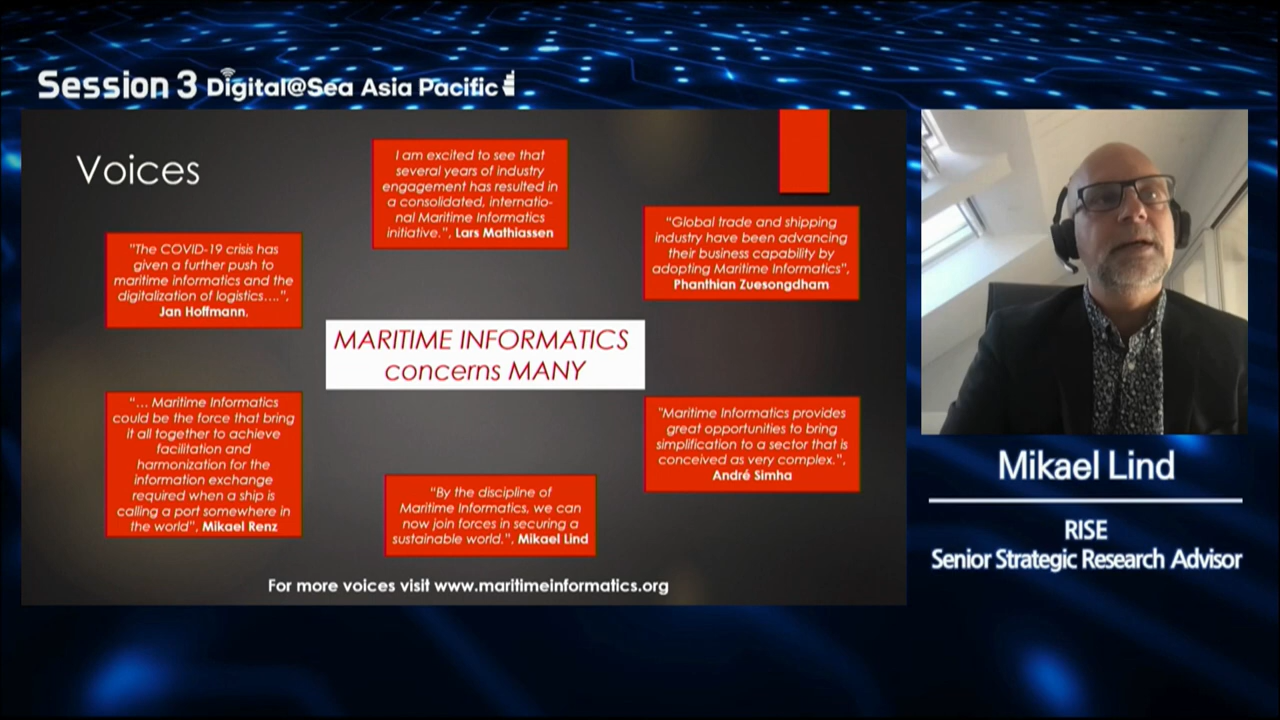 Session 3 Digital@Sea Asia Pacific
Voices
I am excited to see that
several years of industry
engagement has resulted in
a consolidated, internatio-
nal Maritime Informatics
initiative.”, Lars Mathiassen
“Global trade and shipping
industry have been advancing
their business capability by
adopting Maritime Informatics”,
Phanthian Zuesongdham
"The COVID-19 crisis has
given a further push to
maritime informatics and the
digitalization of logistics….”,
Jan Hoffmann,
MARITIME INFORMATICS
concerns MANY
“… Maritime Informatics
could be the force that bring
it all together to achieve
facilitation and
harmonization for the
information exchange
required when a ship is
calling a port somewhere in
the world”, Mikael Renz
"Maritime Informatics provides
great opportunities to bring
simplification to a sector that is
conceived as very complex.”,
André Simha
“By the discipline of
Maritime Informatics, we can
now join forces in securing a
sustainable world.”, Mikael Lind
For more voices visit www.maritimeinformatics.org
Mikael Lind
RISE
Senior Strategic Research Advisor